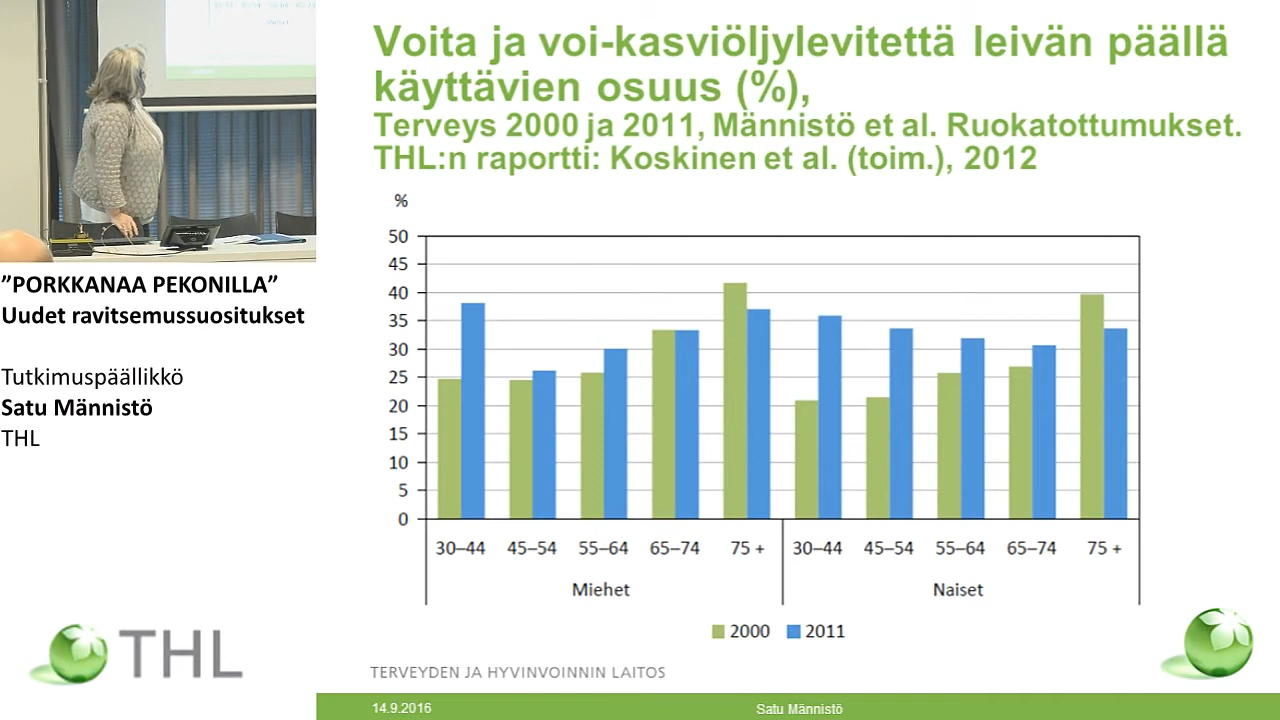 Voita ja voi-kasviöljylevitettä leivän päällä
käyttävien osuus (%),
Terveys 2000 ja 2011, Männistö et al. Ruokatottumukset.
THL:n raportti: Koskinen et al. (toim.), 2012
”PORKKANAA PEKONILLA”
Uudet ravitsemussuositukset
Tutkimuspäällikkö
Satu Männistö
THL
%
50
45
40
35
30
25
20
15
10
5
0
30–44 45–54 55–64 65–74 75 + 30–44 45–54 55–64 65–74 75 +
Miehet Naiset
2000 2011
THL
TERVEYDEN JA HYVINVOINNIN LAITOS
14.9.2016 Satu Männistö